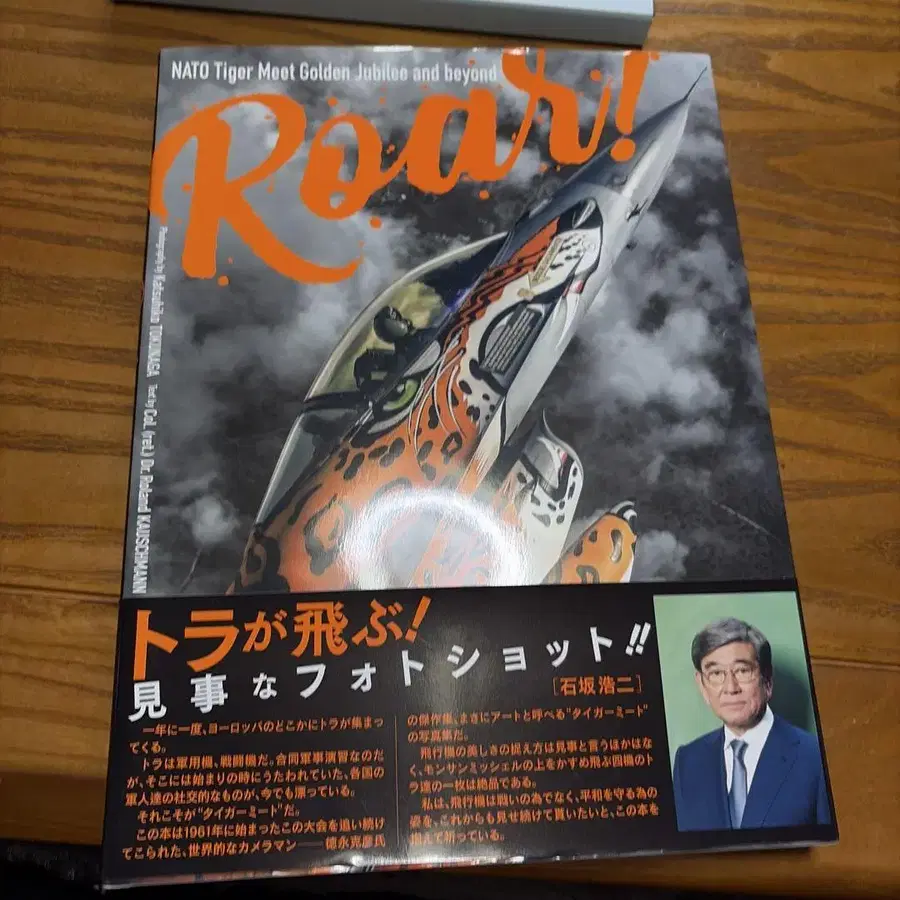 NATO Tiger Meet Golden Jubilee and beyond
Roar!
Photography by Katsuhiko TOKUNAGA Text by Col. (ret.) Dr. Roland KAUSCHMANN
トラが飛ぶ!
見事なフォトショット!!
[石坂浩二]
一年に一度、ヨーロッパのどこかにトラが集まっ
てくる。
トラは軍用機、戦闘機だ。合同軍事演習なのだ
が、そこには始まりの時にうたわれていた、各国の
軍人達の社交的なものが、今でも漂っている。
それこそが“タイガーミート”だ。
この本は1961年に始まったこの大会を追い続け
てこられた、世界的なカメラマン――徳永克彦氏
の傑作集、まさにアートと呼べる“タイガーミート”
の写真集だ。
飛行機の美しさの捉え方は見事と言うほかはな
く、モンサンミッシェルの上をかすめ飛ぶ四機のト
ラ達の一枚は絶品である。
私は、飛行機は戦いの為でなく、平和を守る為の
姿を、これからも見せ続けて貰いたいと、この本を
抱えて祈っている。